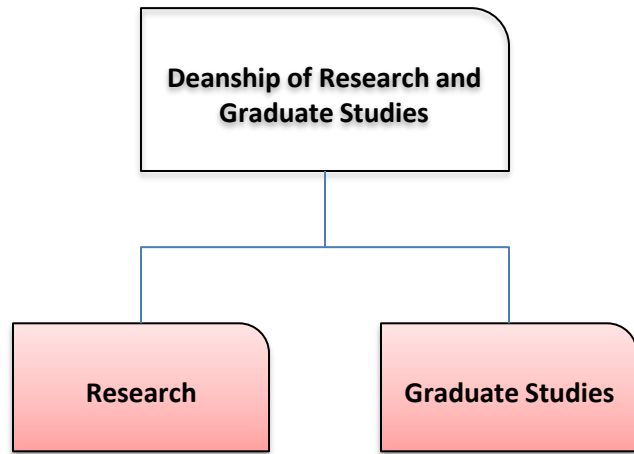 Deanship of Research and
Graduate Studies
Research
Graduate Studies